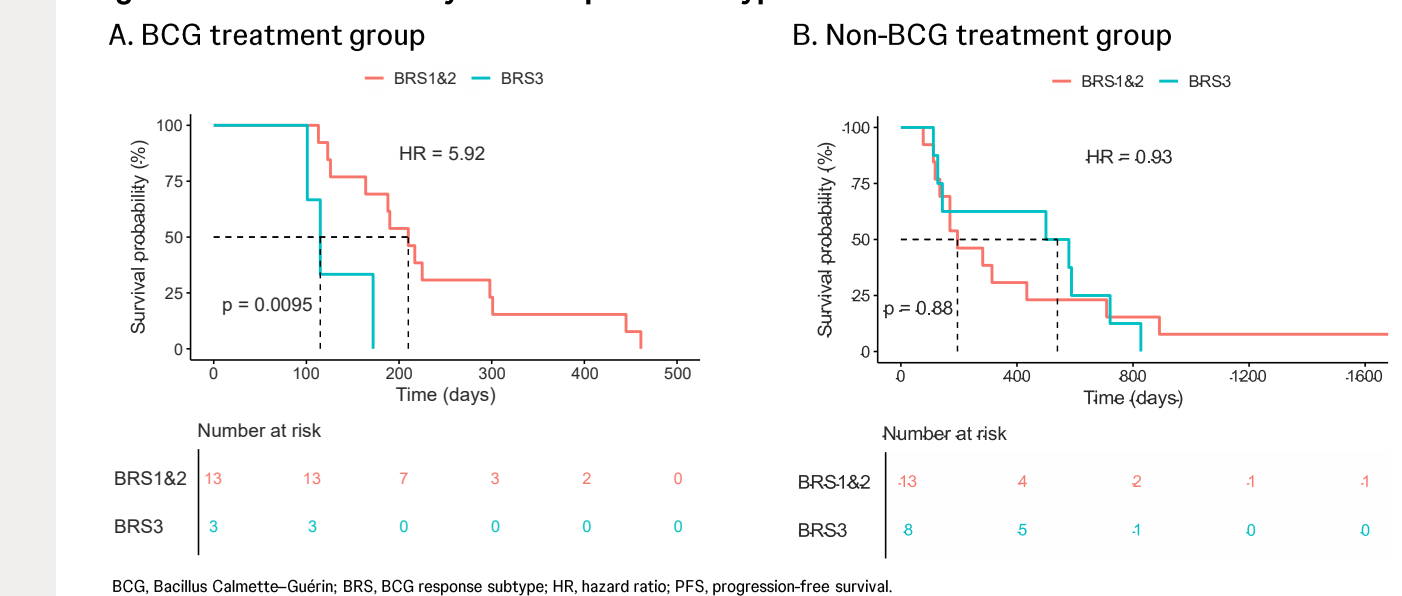 A. BCG treatment group
BRS1&2 BRS3
HR = 5.92
p = 0.0095
Survival probability (%)
100
75
50
25
0
0 100 200 300 400 500
Time (days)
Number at risk
BRS1&2 13 13 7 3 2 0
BRS3 3 3 0 0 0 0
B. Non-BCG treatment group
BRS1&2 BRS3
HR = 0.93
p = 0.88
Survival probability (%)
100
75
50
25
0
0 400 800 1200 1600
Time (days)
Number at risk
BRS1&2 13 4 2 1 1
BRS3 8 5 1 0 0
BCG, Bacillus Calmette–Guérin; BRS, BCG response subtype; HR, hazard ratio; PFS, progression-free survival.